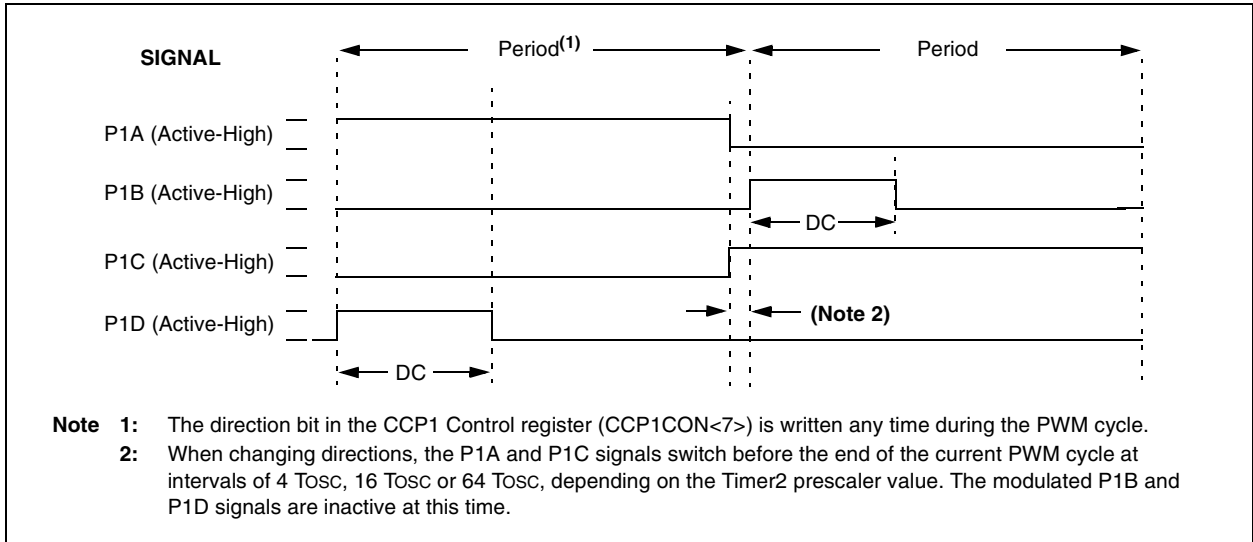 SIGNAL
Period(1)
Period
P1A (Active-High)
P1B (Active-High)
DC
P1C (Active-High)
P1D (Active-High)
(Note 2)
DC
Note 1: The direction bit in the CCP1 Control register (CCP1CON<7>) is written any time during the PWM cycle.
2: When changing directions, the P1A and P1C signals switch before the end of the current PWM cycle at
intervals of 4 TOSC, 16 TOSC or 64 TOSC, depending on the Timer2 prescaler value. The modulated P1B and
P1D signals are inactive at this time.